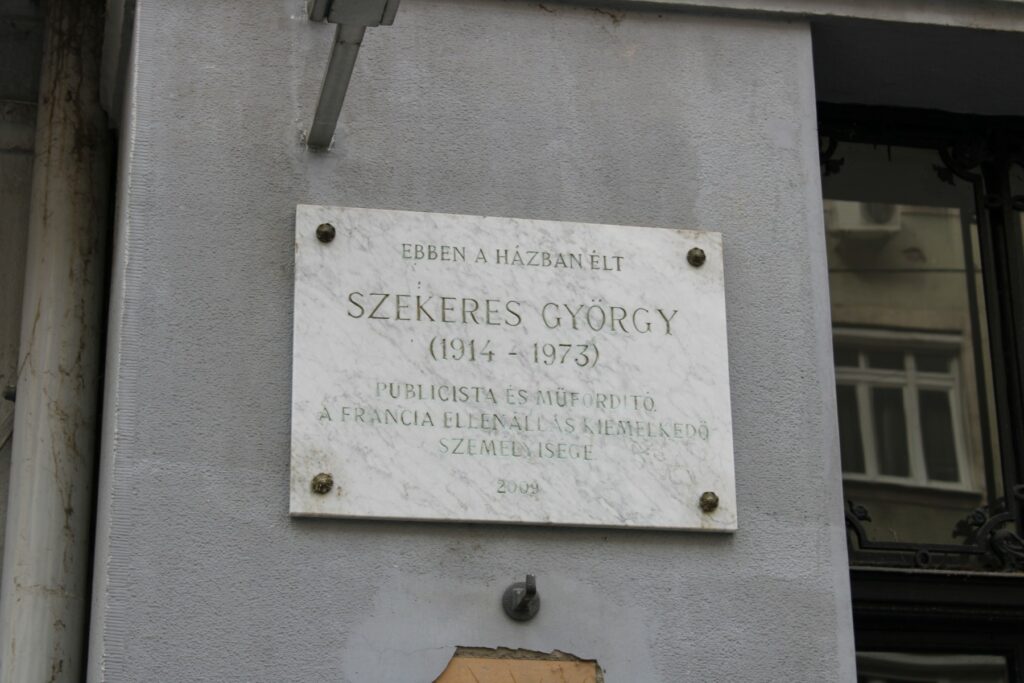 EBBEN A HÁZBAN ÉLT
SZEKERES GYÖRGY
(1914 - 1973)
PUBLICISTA ÉS MŰFORDÍTÓ
A FRANCIA ELLENÁLLÁS KIEMELKEDŐ
SZEMÉLYISÉGE
2009